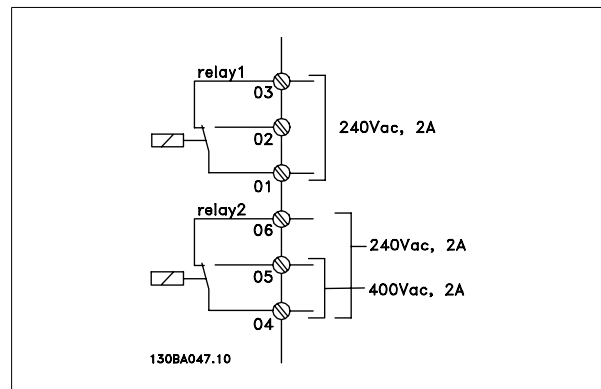 relay1
03
02
240Vac, 2A
01
relay2
06
240Vac, 2A
05
400Vac, 2A
04
130BA047.10